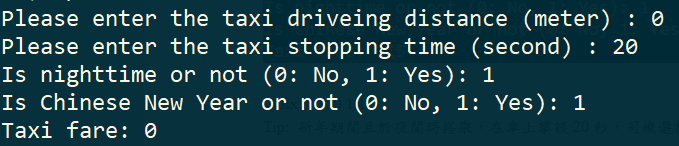 Please enter the taxi driveing distance (meter) : 0
Please enter the taxi stopping time (second) : 20
Is nighttime or not (0: No, 1: Yes): 1
Is Chinese New Year or not (0: No, 1: Yes): 1
Taxi fare: 0